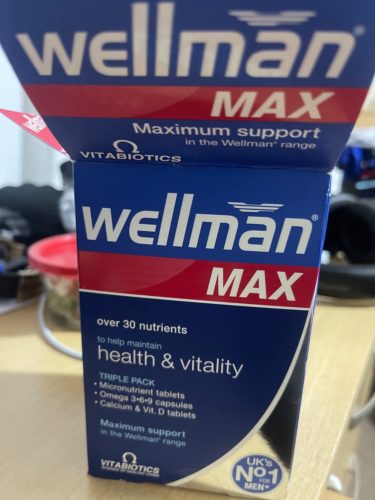 wellman®
MAX
Maximum support
in the Wellman® range
VITABIOTICS
wellman®
MAX
over 30 nutrients
to help maintain
health & vitality
TRIPLE PACK
• Micronutrient tablets
• Omega 3•6•9 capsules
• Calcium & Vit. D tablets
Maximum support
in the Wellman® range
VITABIOTICS
UK's
No1 FOR
MEN*